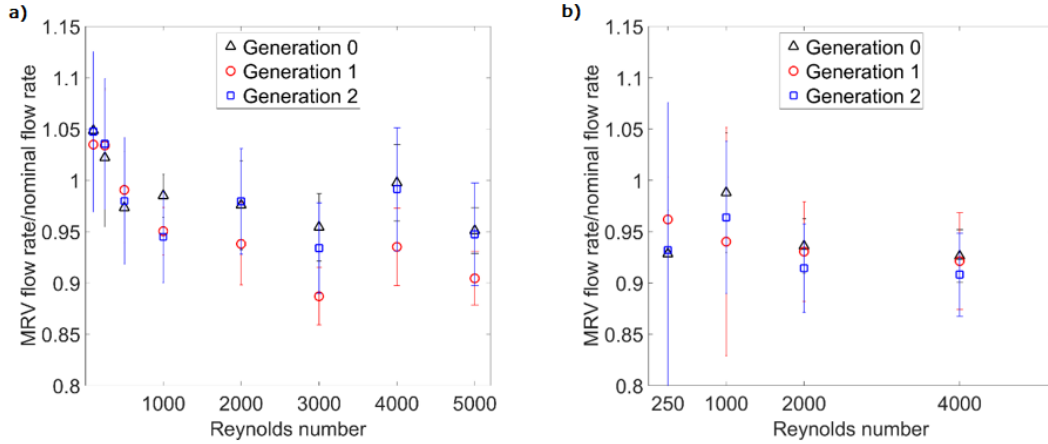 a)
MRV flow rate/nominal flow rate
1.15
1.1
1.05
1
0.95
0.9
0.85
0.8
Generation 0
Generation 1
Generation 2
1000 2000 3000 4000 5000
Reynolds number
b)
MRV flow rate/nominal flow rate
1.15
1.1
1.05
1
0.95
0.9
0.85
0.8
Generation 0
Generation 1
Generation 2
250 1000 2000 4000
Reynolds number